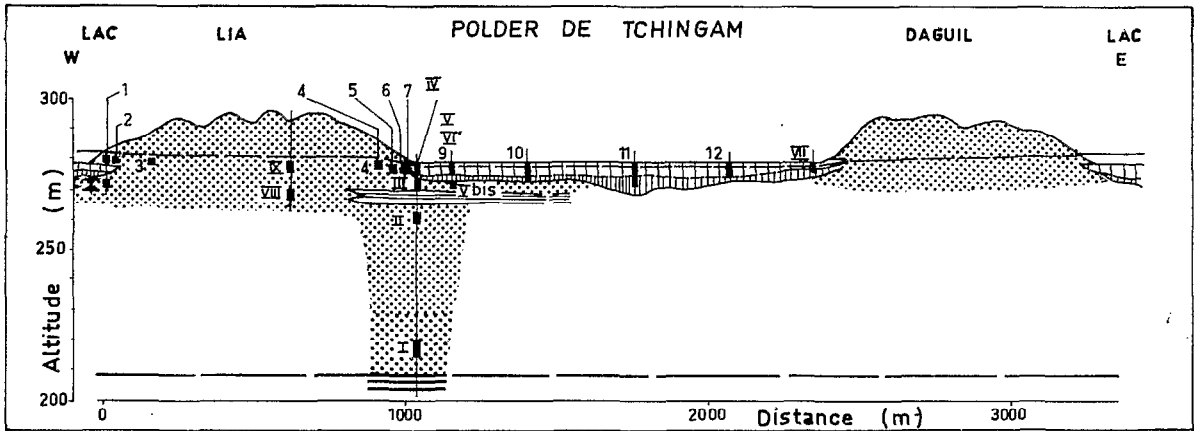 LAC LIA POLDER DE TCHINGAM DAGUIL LAC
W E
1 4 5 6 7 IV
300
2 V
VI
3 IX 4 9 10 11 12 VII
III V bis
VIII II
250
I
200
Altitude (m)
0 1000 2000 3000
Distance (m)